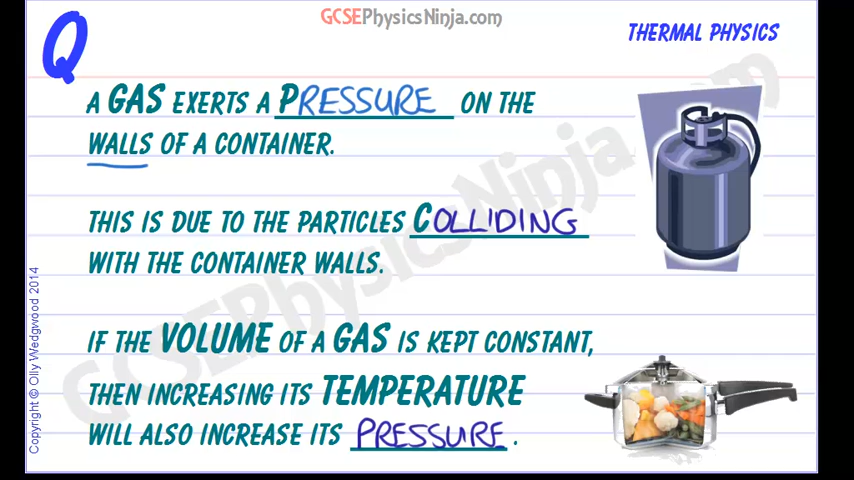 GCSEPhysicsNinja.com
Q
THERMAL PHYSICS
A GAS EXERTS A PRESSURE ON THE
WALLS OF A CONTAINER.
THIS IS DUE TO THE PARTICLES COLLIDING
WITH THE CONTAINER WALLS.
IF THE VOLUME OF A GAS IS KEPT CONSTANT,
THEN INCREASING ITS TEMPERATURE
WILL ALSO INCREASE ITS PRESSURE.
Copyright © Olly Wedgwood 2014
GCSEPhysicsNinja.com